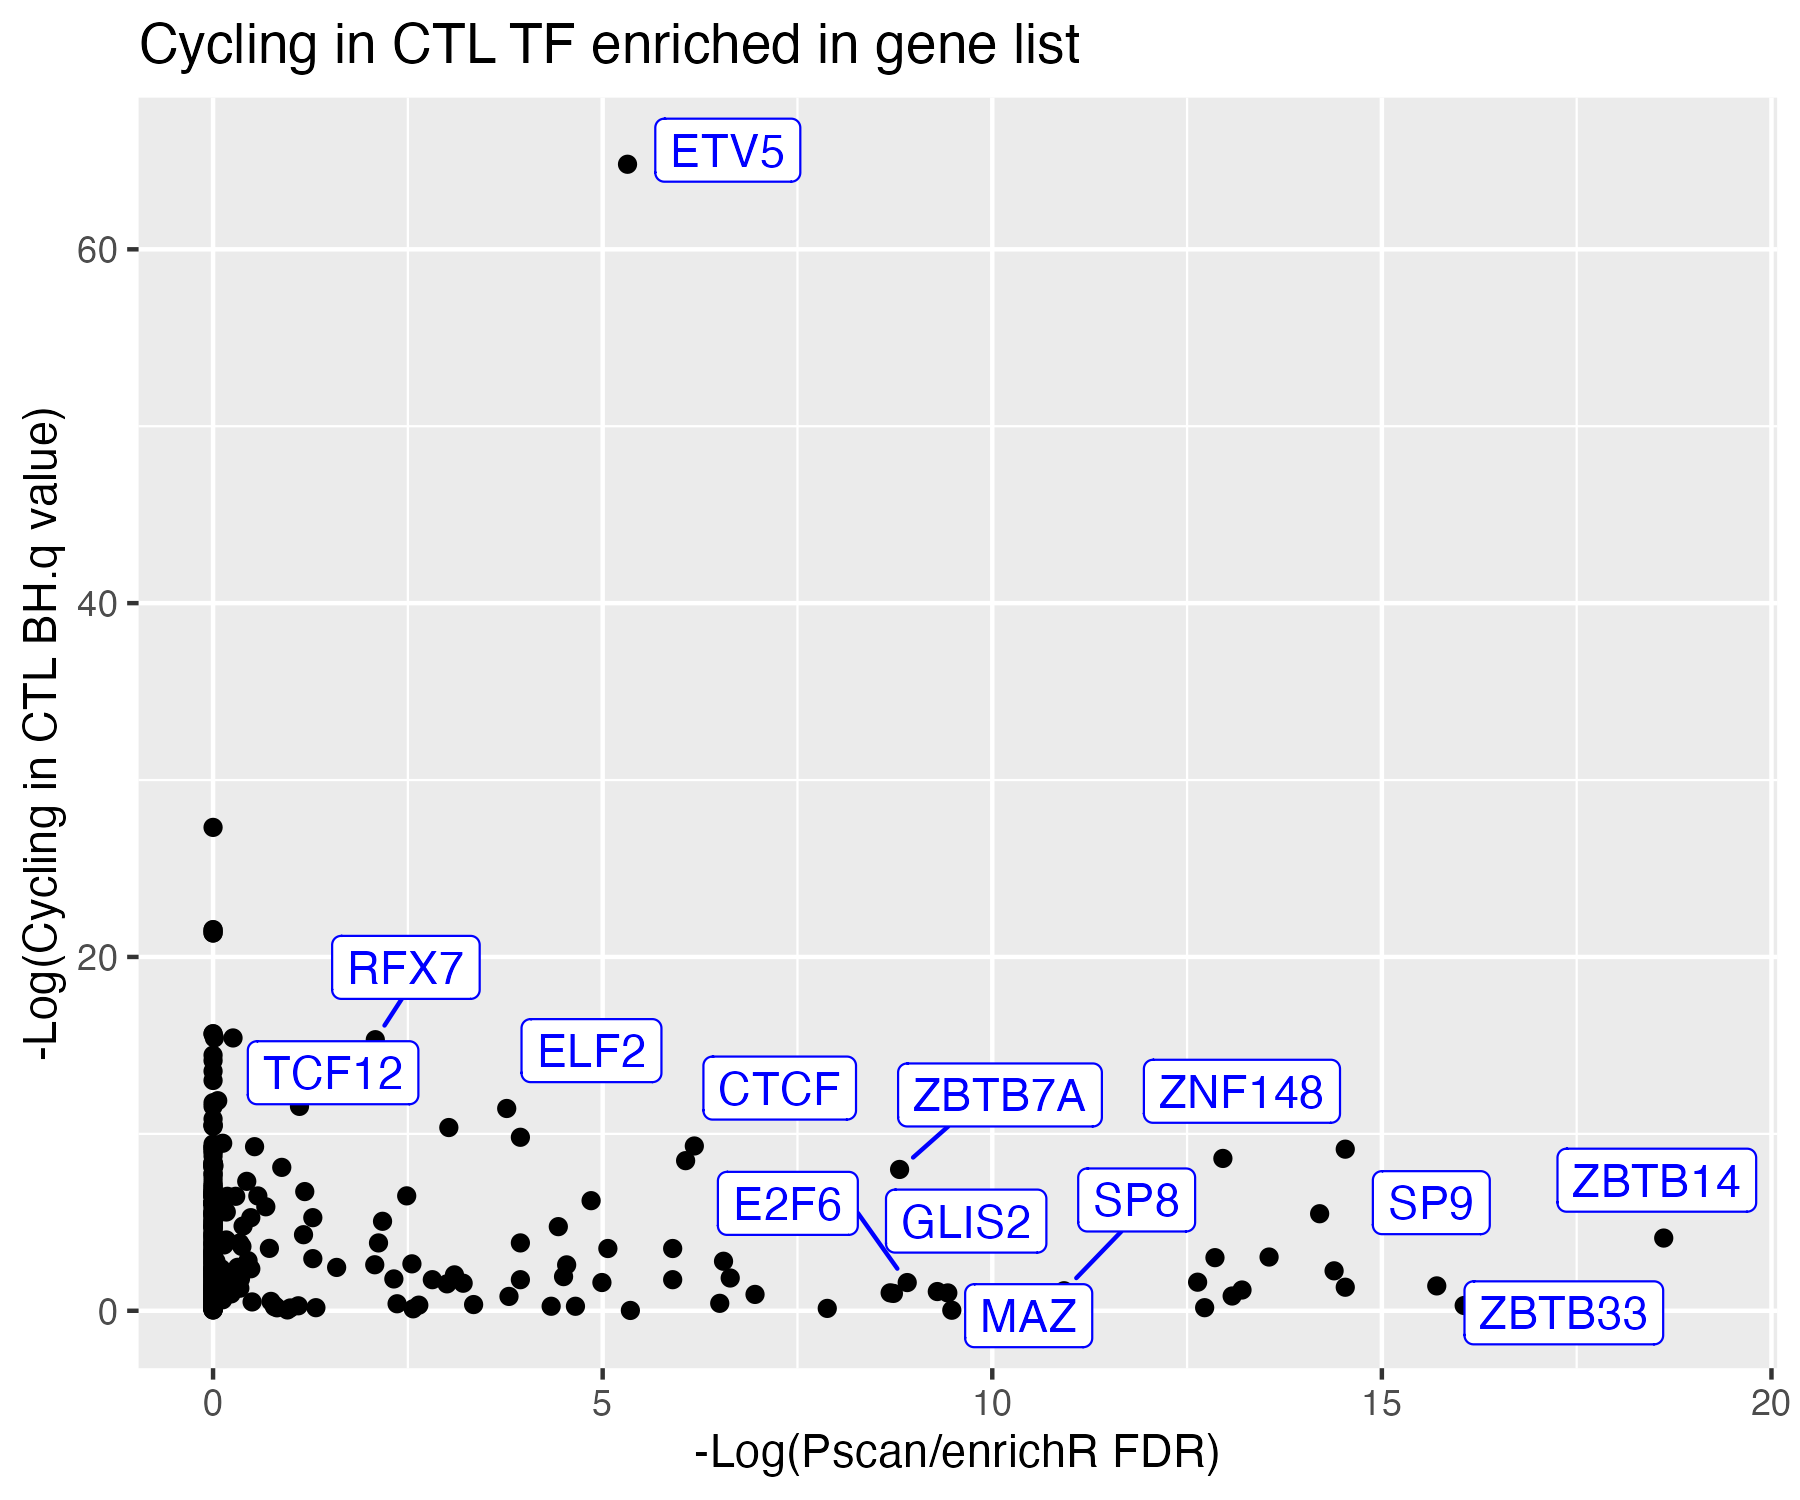 Cycling in CTL TF enriched in gene list
ETV5
60
40
20
0
-Log(Cycling in CTL BH.q value)
RFX7
ELF2
TCF12
CTCF
ZBTB7A
ZNF148
E2F6
GLIS2
SP8
SP9
ZBTB14
MAZ
ZBTB33
0
5
10
15
20
-Log(Pscan/enrichR FDR)